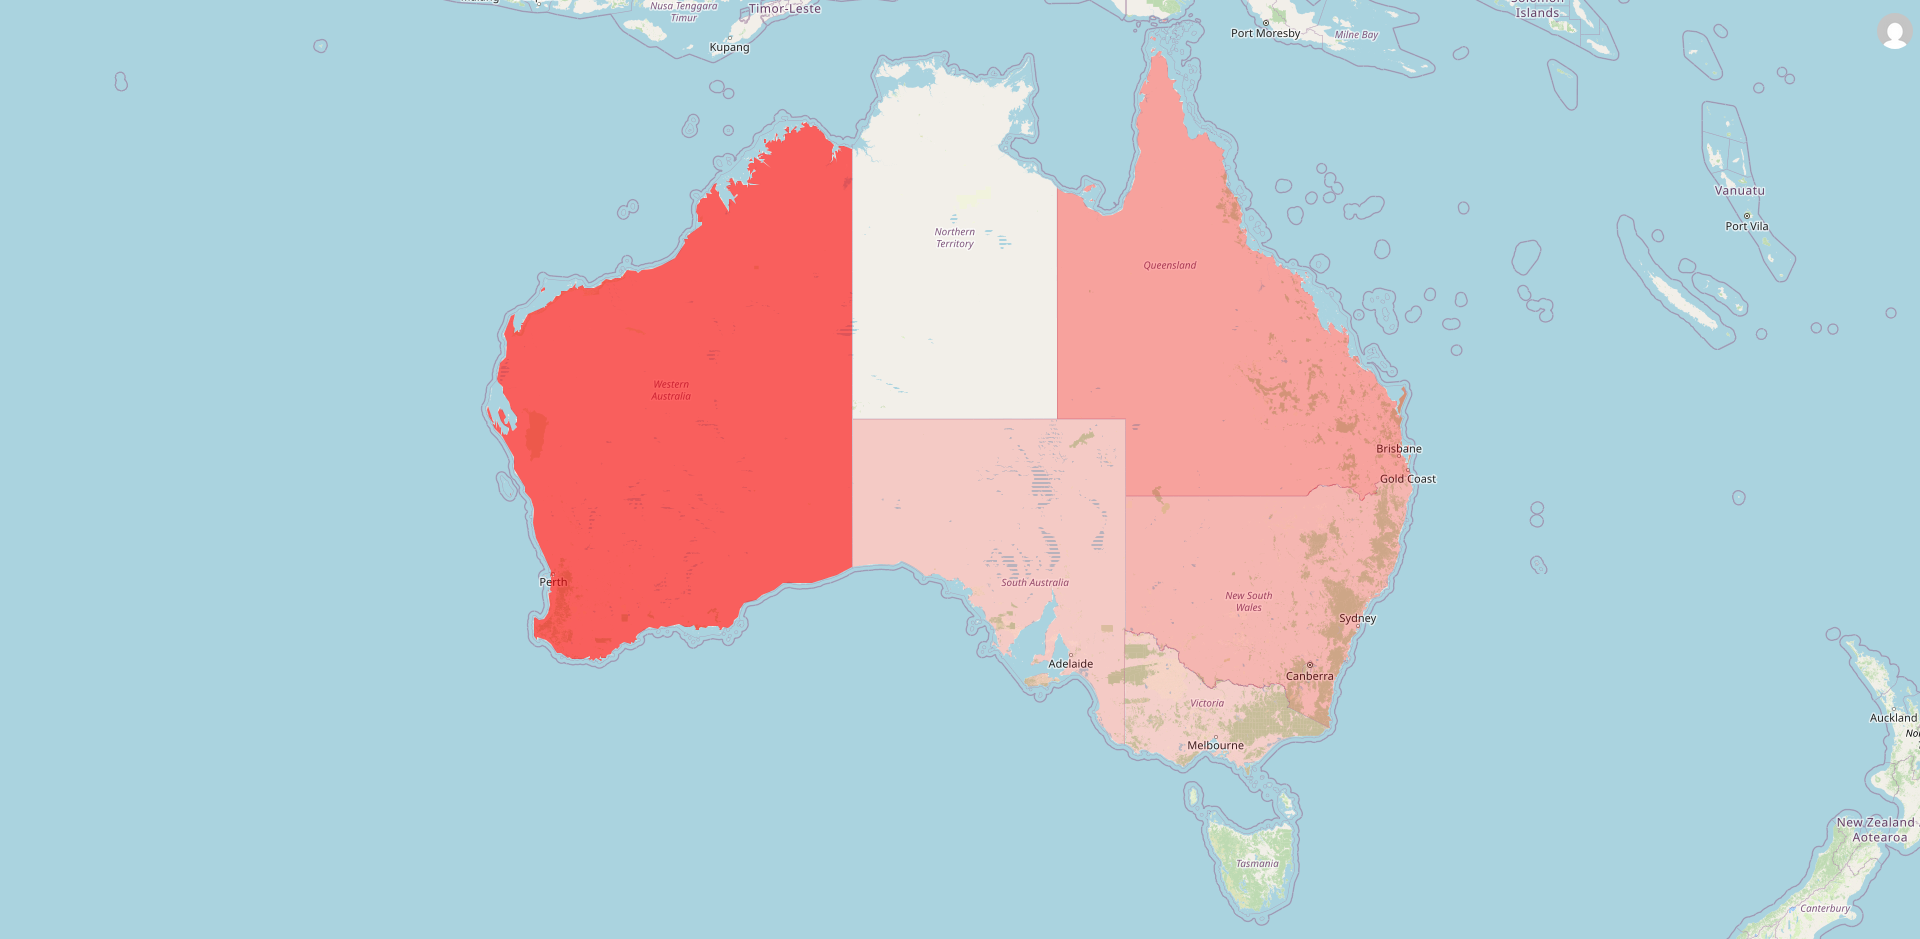 Nusa Tenggara
Timur
Timor-Leste
Kupang
Port Moresby
Milne Bay
Solomon
Islands
Vanuatu
Port Vila
Northern
Territory
Queensland
Western
Australia
Brisbane
Gold Coast
Perth
South Australia
New South
Wales
Sydney
Adelaide
Canberra
Victoria
Melbourne
Auckland
New Zealand
Aotearoa
Tasmania
Canterbury